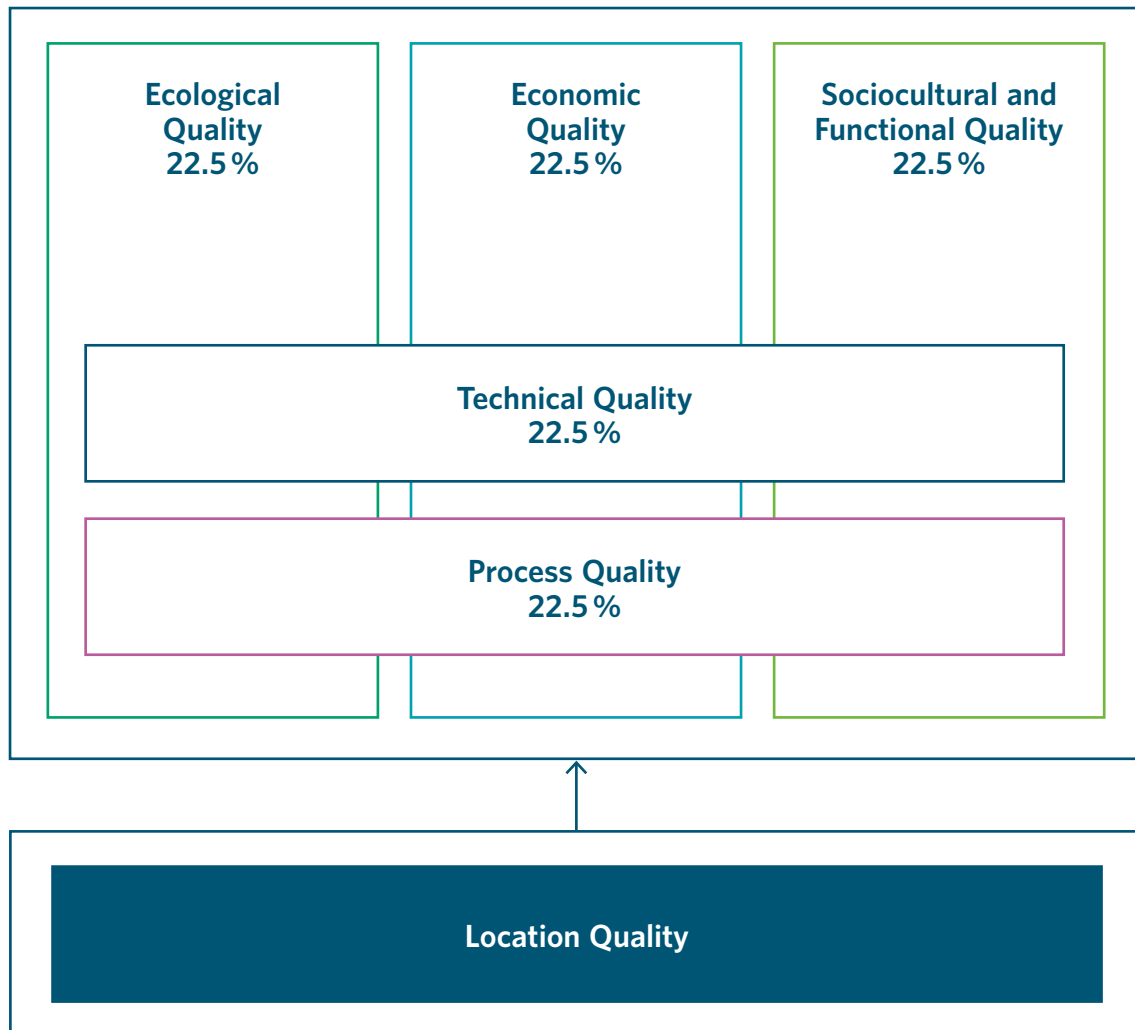 Ecological
Quality
22.5 %
Economic
Quality
22.5 %
Sociocultural and
Functional Quality
22.5 %
Technical Quality
22.5 %
Process Quality
22.5 %
Location Quality